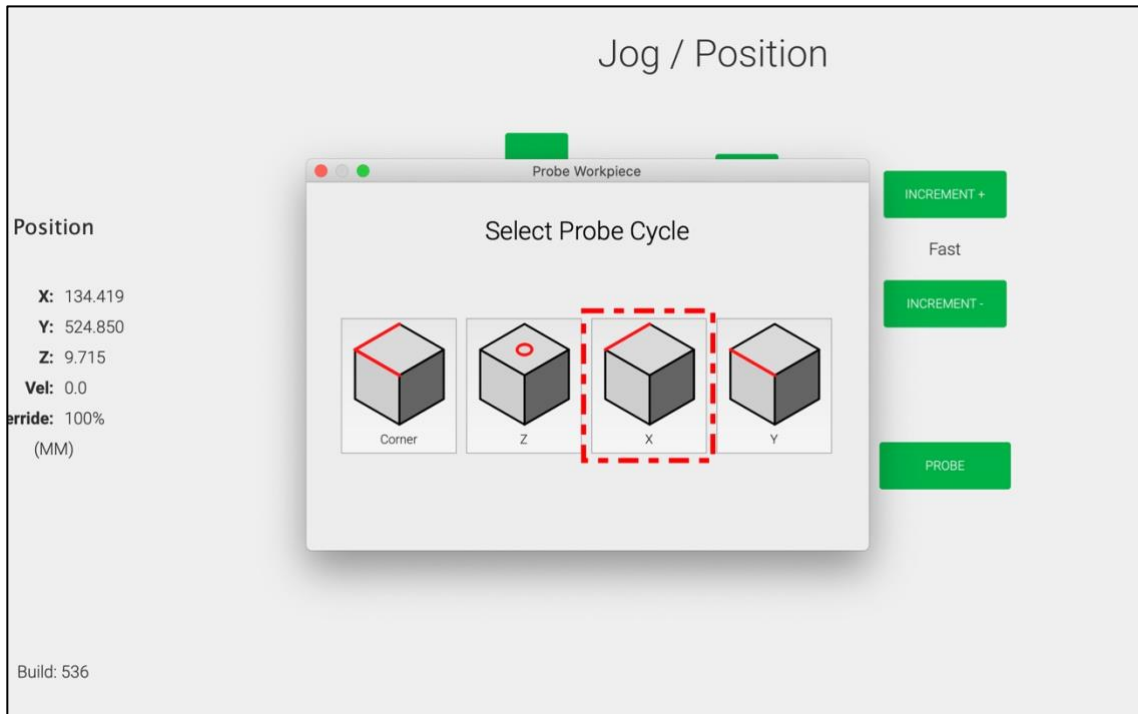 Jog / Position
Probe Workpiece
Select Probe Cycle
Corner
Z
X
Y
INCREMENT +
Fast
INCREMENT -
PROBE
Position
X: 134.419
Y: 524.850
Z: 9.715
Vel: 0.0
erride: 100%
(MM)
Build: 536